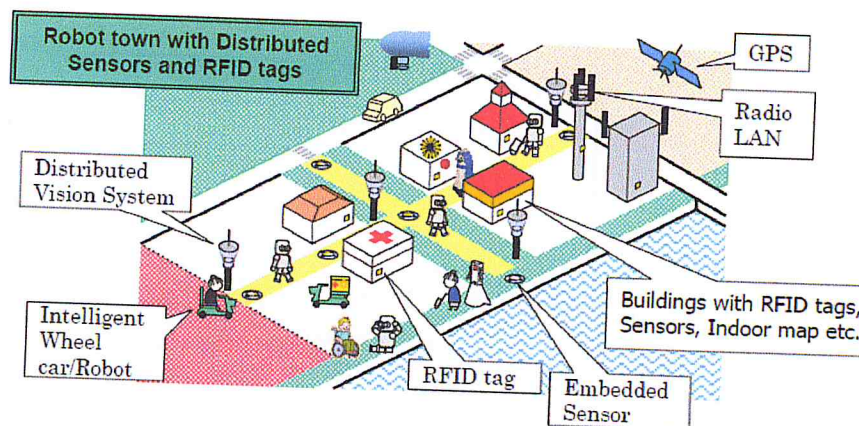 Robot town with Distributed
Sensors and RFID tags
GPS
Radio
LAN
Distributed
Vision System
Intelligent
Wheel
car/Robot
RFID tag
Embedded
Sensor
Buildings with RFID tags,
Sensors, Indoor map etc.